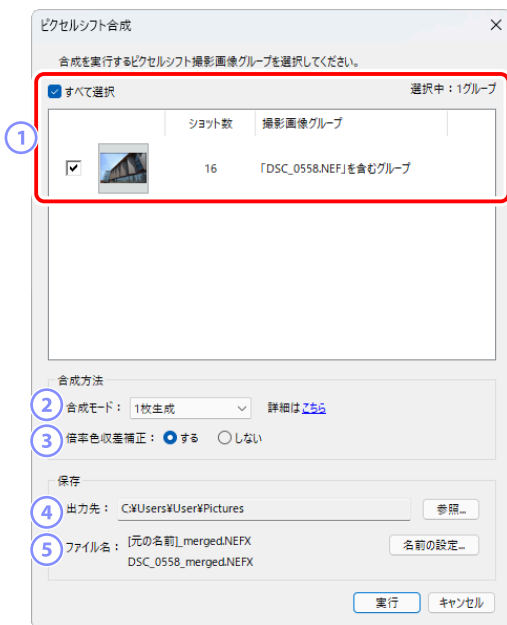 ピクセルシフト合成
合成を実行するピクセルシフト撮影画像グループを選択してください。
すべて選択 選択中：1グループ
1
ショット数 撮影画像グループ
16 「DSC_0558.NEF」を含むグループ
合成方法
2 合成モード： 1枚生成 詳細はこちら
3 倍率色収差補正： する しない
保存
4 出力先： C:¥Users¥User¥Pictures 参照...
5 ファイル名： [元の名前]_merged.NEFX 名前の設定...
DSC_0558_merged.NEFX
実行 キャンセル